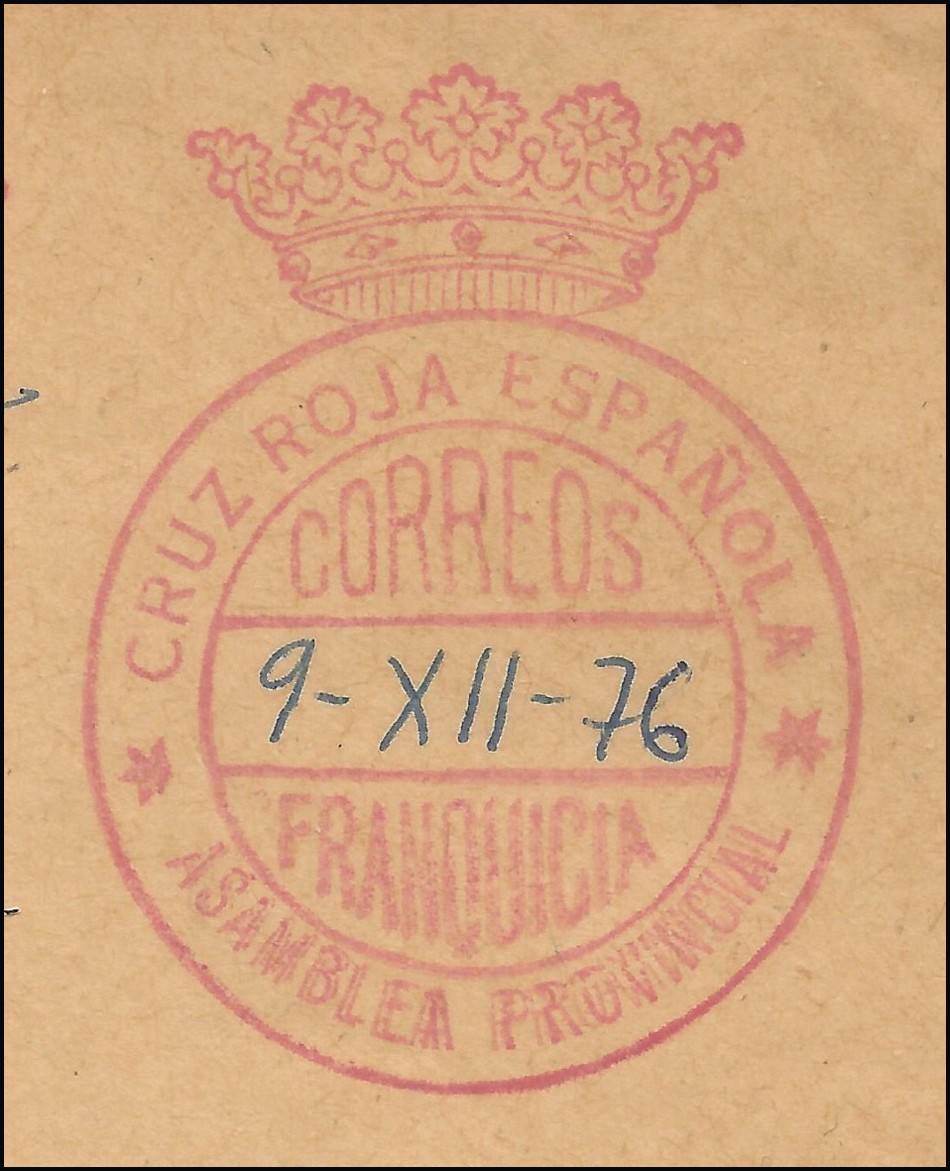 CRUZ ROJA ESPAÑOLA
CORREOS
9-XII-76
FRANQUICIA
ASAMBLEA PROVINCIAL